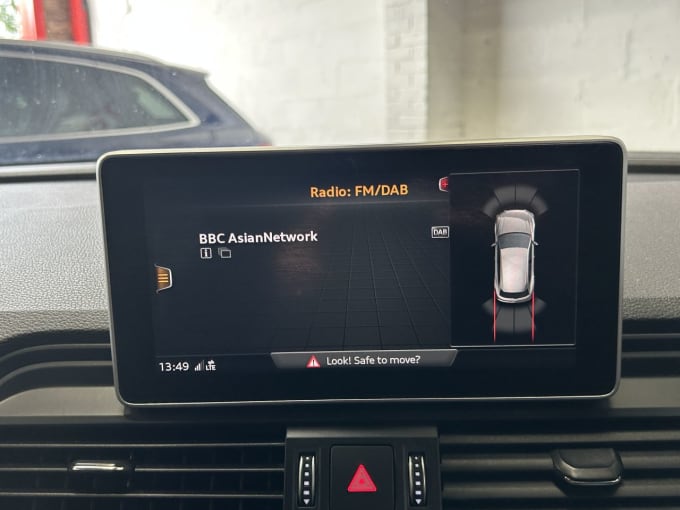 Radio: FM/DAB
BBC AsianNetwork
DAB
13:49 LTE
Look! Safe to move?